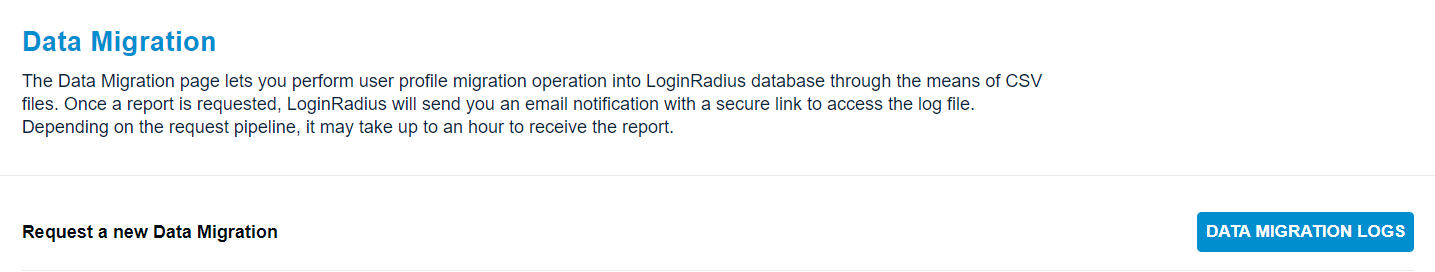 Data Migration
The Data Migration page lets you perform user profile migration operation into LoginRadius database through the means of CSV
files. Once a report is requested, LoginRadius will send you an email notification with a secure link to access the log file.
Depending on the request pipeline, it may take up to an hour to receive the report.
Request a new Data Migration
DATA MIGRATION LOGS